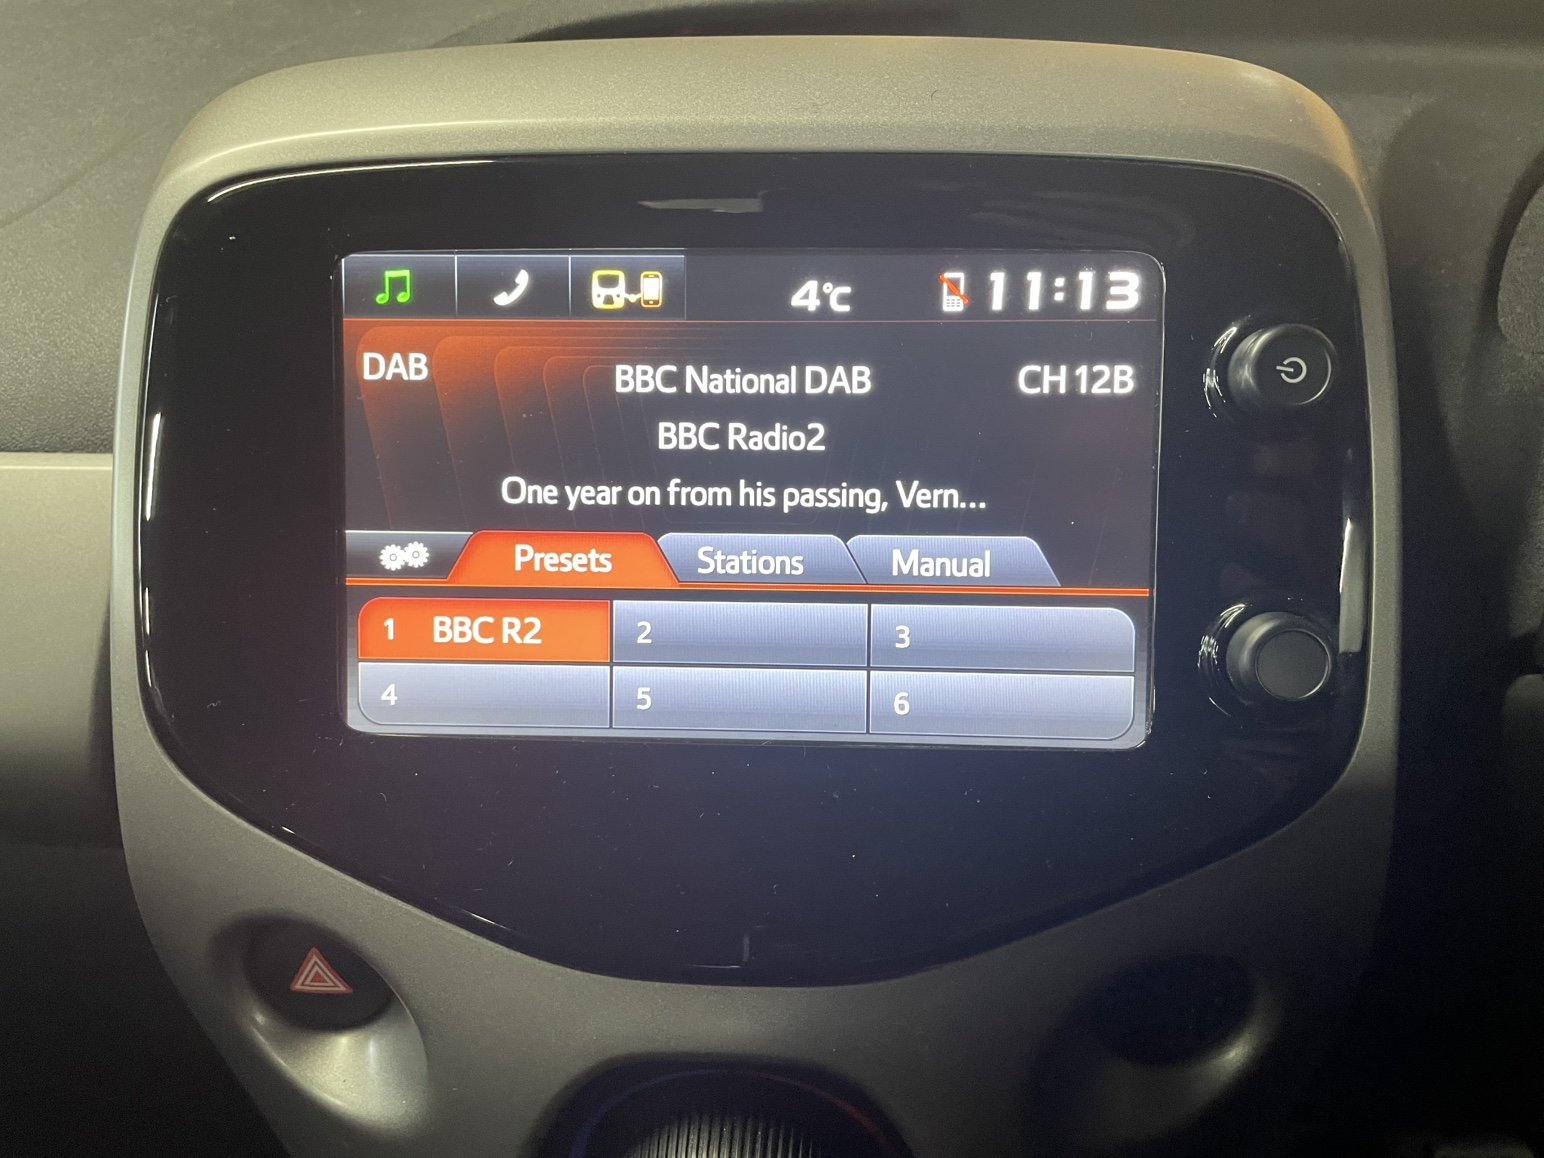 4°C 11:13
DAB BBC National DAB CH 12B
BBC Radio2
One year on from his passing, Vern...
Presets Stations Manual
1 BBC R2 2 3
4 5 6